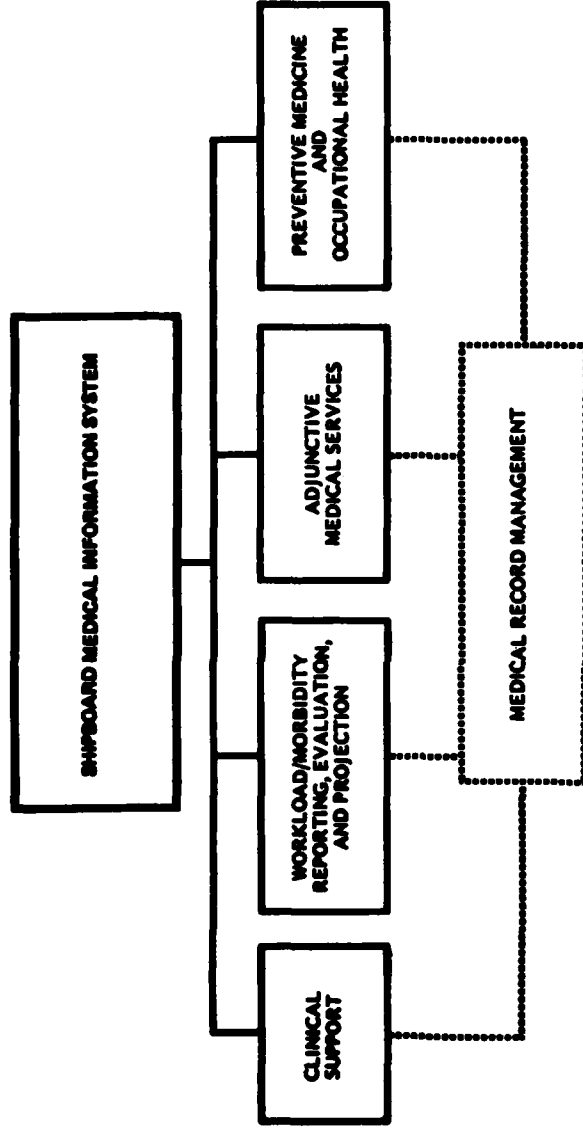 SHIPBOARD MEDICAL INFORMATION SYSTEM
CLINICAL
SUPPORT
WORKLOAD/MORBIDITY
REPORTING, EVALUATION,
AND PROJECTION
ADJUNCTIVE
MEDICAL SERVICES
PREVENTIVE MEDICINE
AND
OCCUPATIONAL HEALTH
MEDICAL RECORD MANAGEMENT